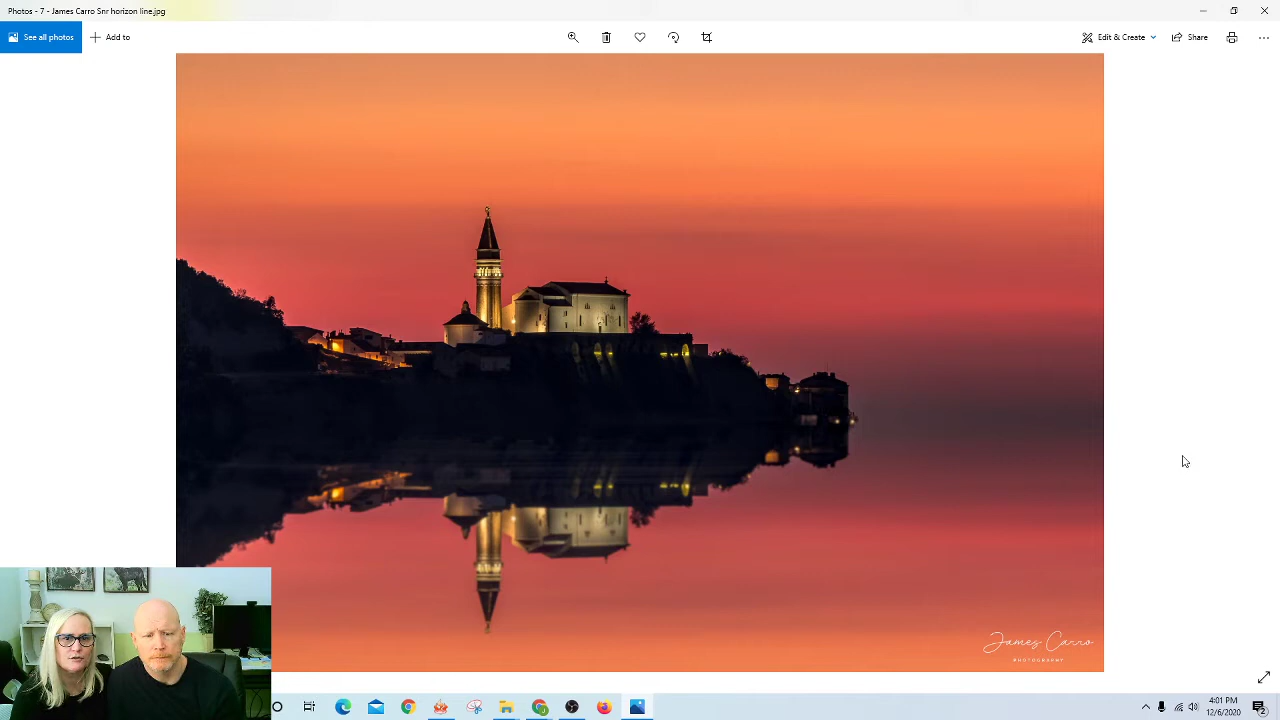 Photos - 7 - James Carro Snr horizon line.jpg
See all photos
Add to
Edit & Create
Share
James Carro
PHOTOGRAPHY
4:01 PM
12/6/2020
2